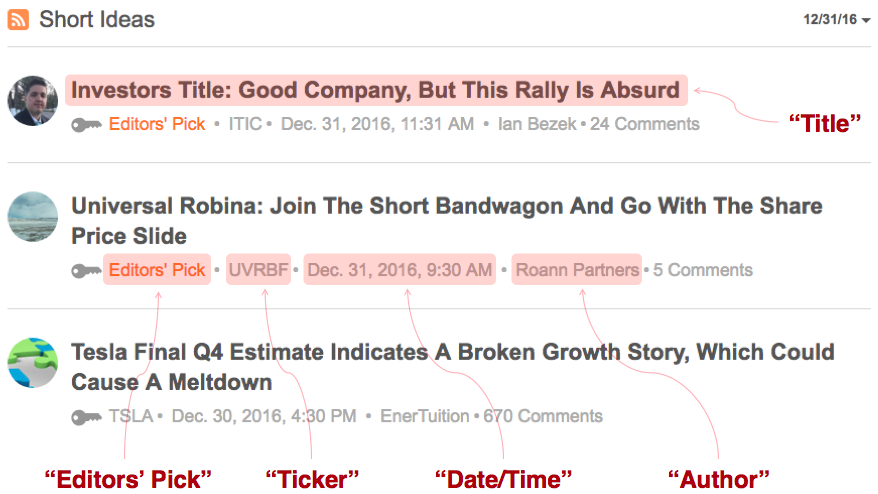 Short Ideas 12/31/16
Investors Title: Good Company, But This Rally Is Absurd
“Title”
Editors' Pick • ITIC • Dec. 31, 2016, 11:31 AM • Ian Bezek • 24 Comments
Universal Robina: Join The Short Bandwagon And Go With The Share
Price Slide
Editors' Pick • UVRBF • Dec. 31, 2016, 9:30 AM • Roann Partners • 5 Comments
Tesla Final Q4 Estimate Indicates A Broken Growth Story, Which Could
Cause A Meltdown
TSLA • Dec. 30, 2016, 4:30 PM • EnerTuition • 670 Comments
“Editors’ Pick” “Ticker” “Date/Time” “Author”